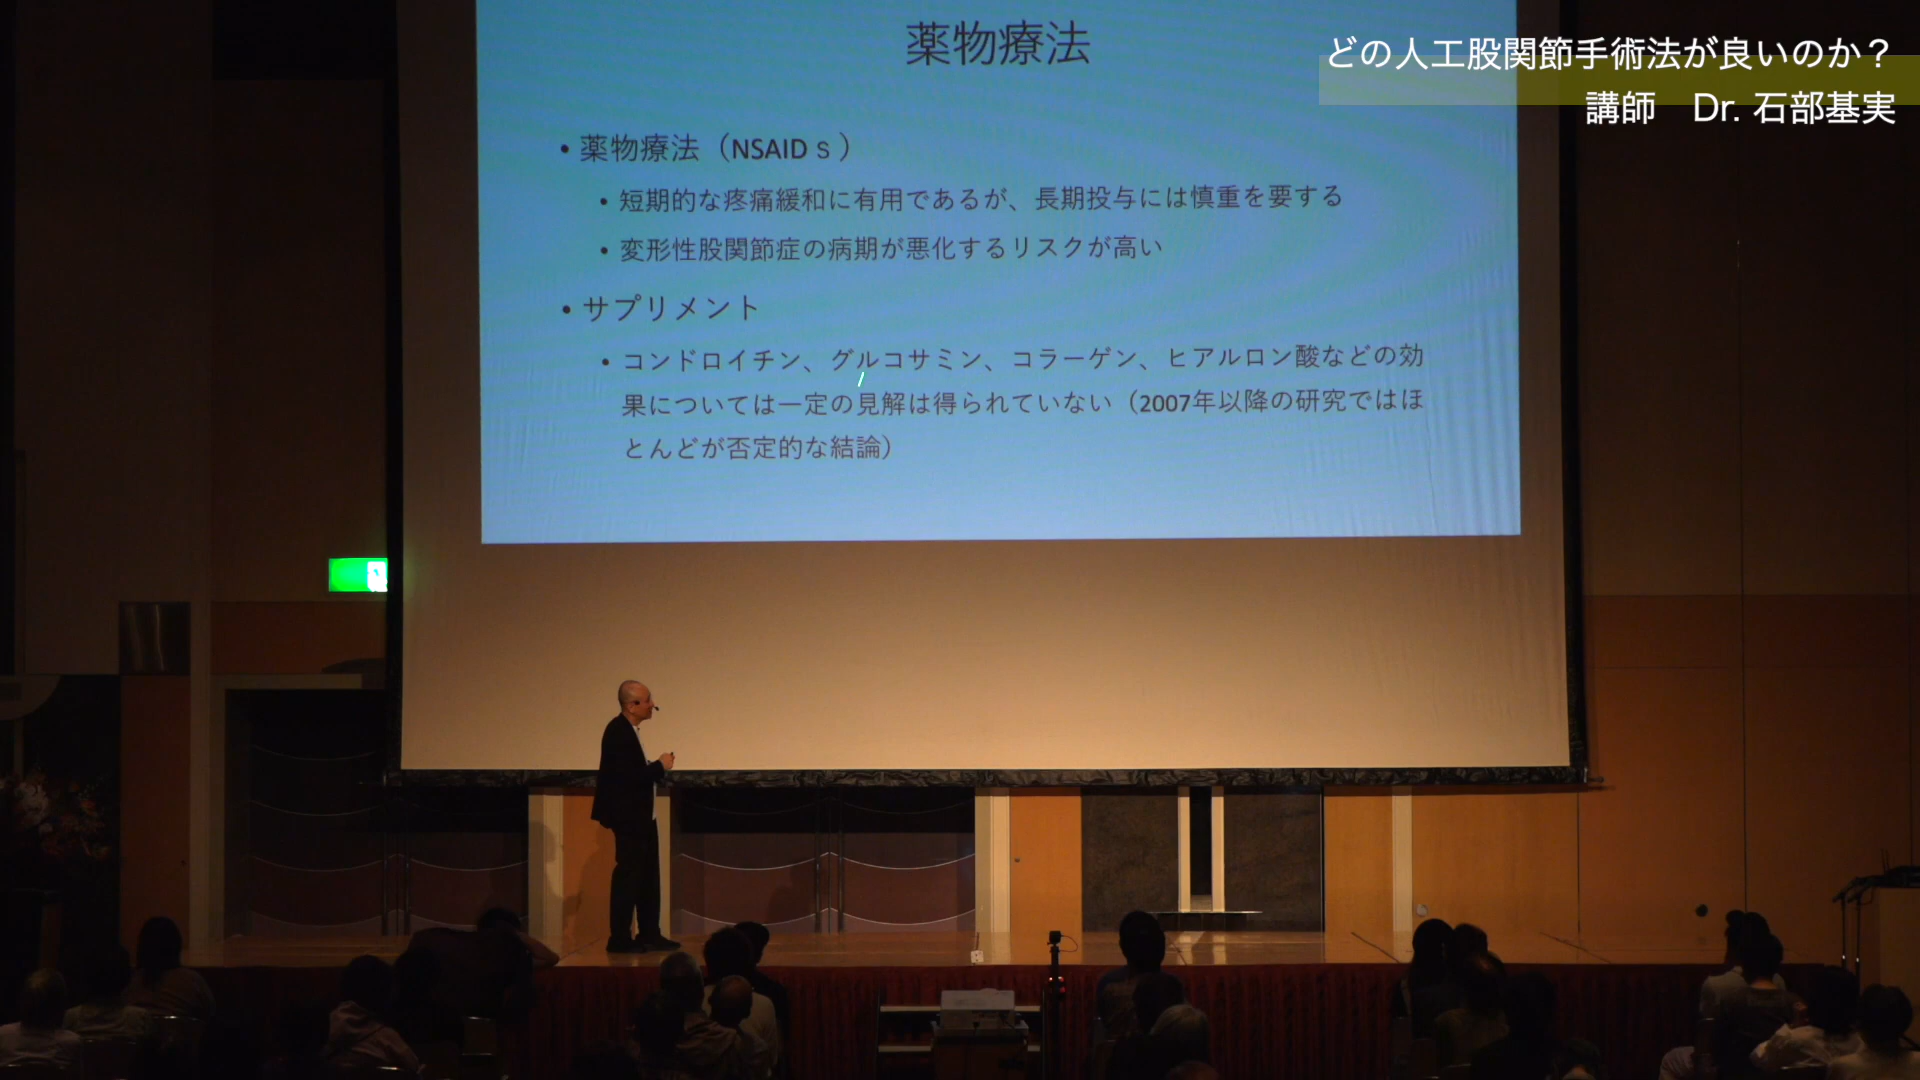 薬物療法
どの人工股関節手術法が良いのか？
講師　Dr. 石部基実
• 薬物療法（NSAIDｓ）
• 短期的な疼痛緩和に有用であるが、長期投与には慎重を要する
• 変形性股関節症の病期が悪化するリスクが高い
• サプリメント
• コンドロイチン、グルコサミン、コラーゲン、ヒアルロン酸などの効
果については一定の見解は得られていない（2007年以降の研究ではほ
とんどが否定的な結論）